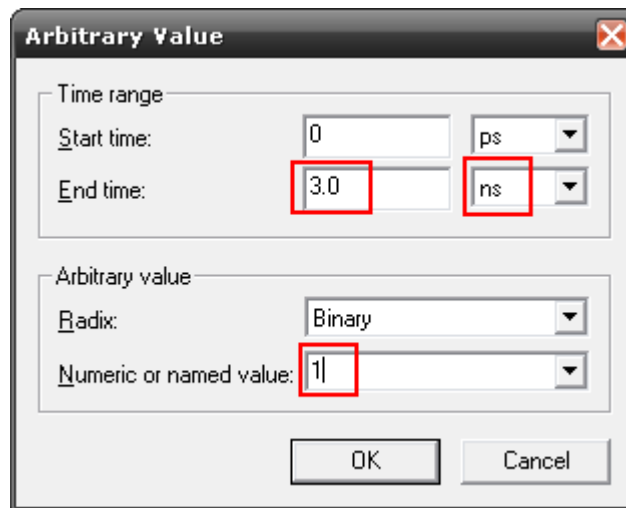 Arbitrary Value
Time range
Start time: 0 ps
End time: 3.0 ns
Arbitrary value
Radix: Binary
Numeric or named value: 1
OK Cancel